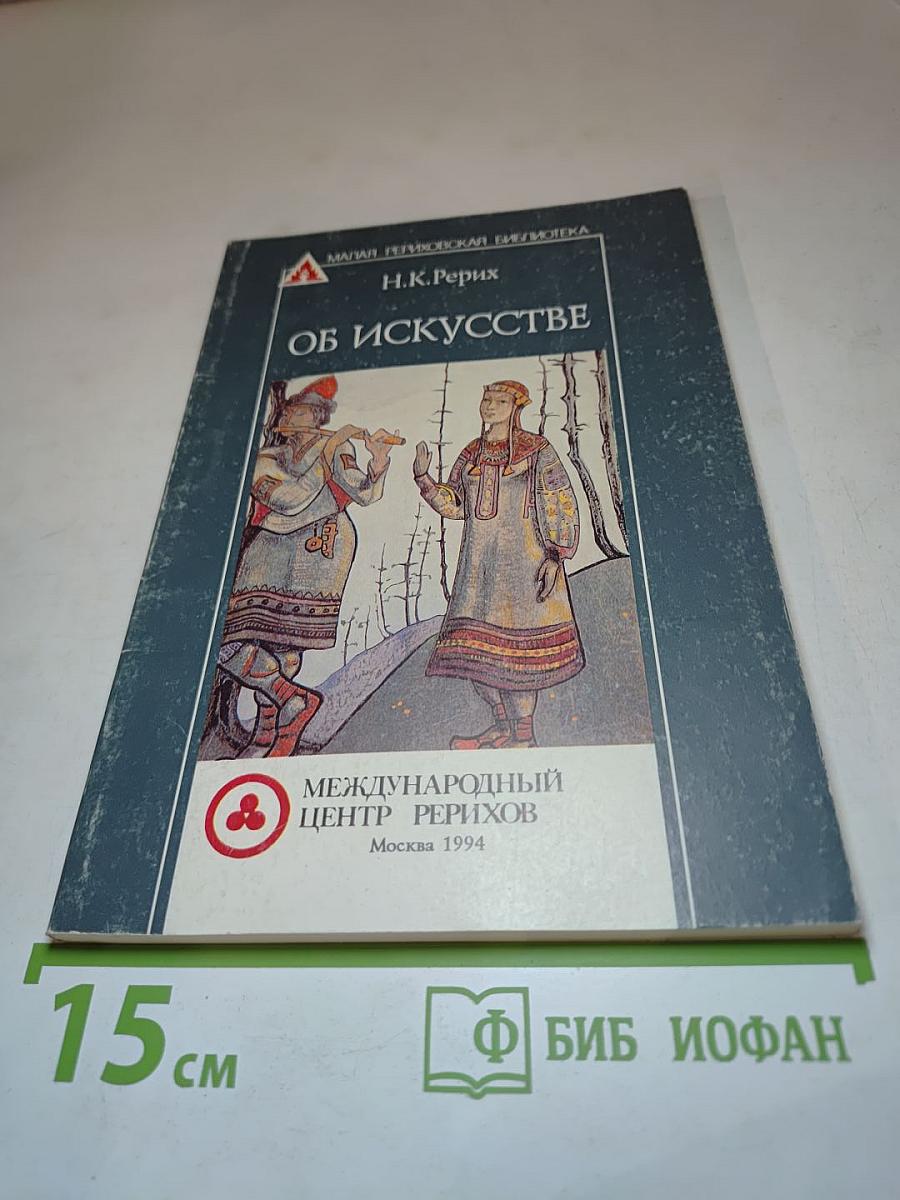 МАЛАЯ РЕРИХОВСКАЯ БИБЛИОТЕКА
Н.К.Рерих
ОБ ИСКУССТВЕ
МЕЖДУНАРОДНЫЙ
ЦЕНТР РЕРИХОВ
Москва 1994
15 см
Ф БИБ ИОФАН